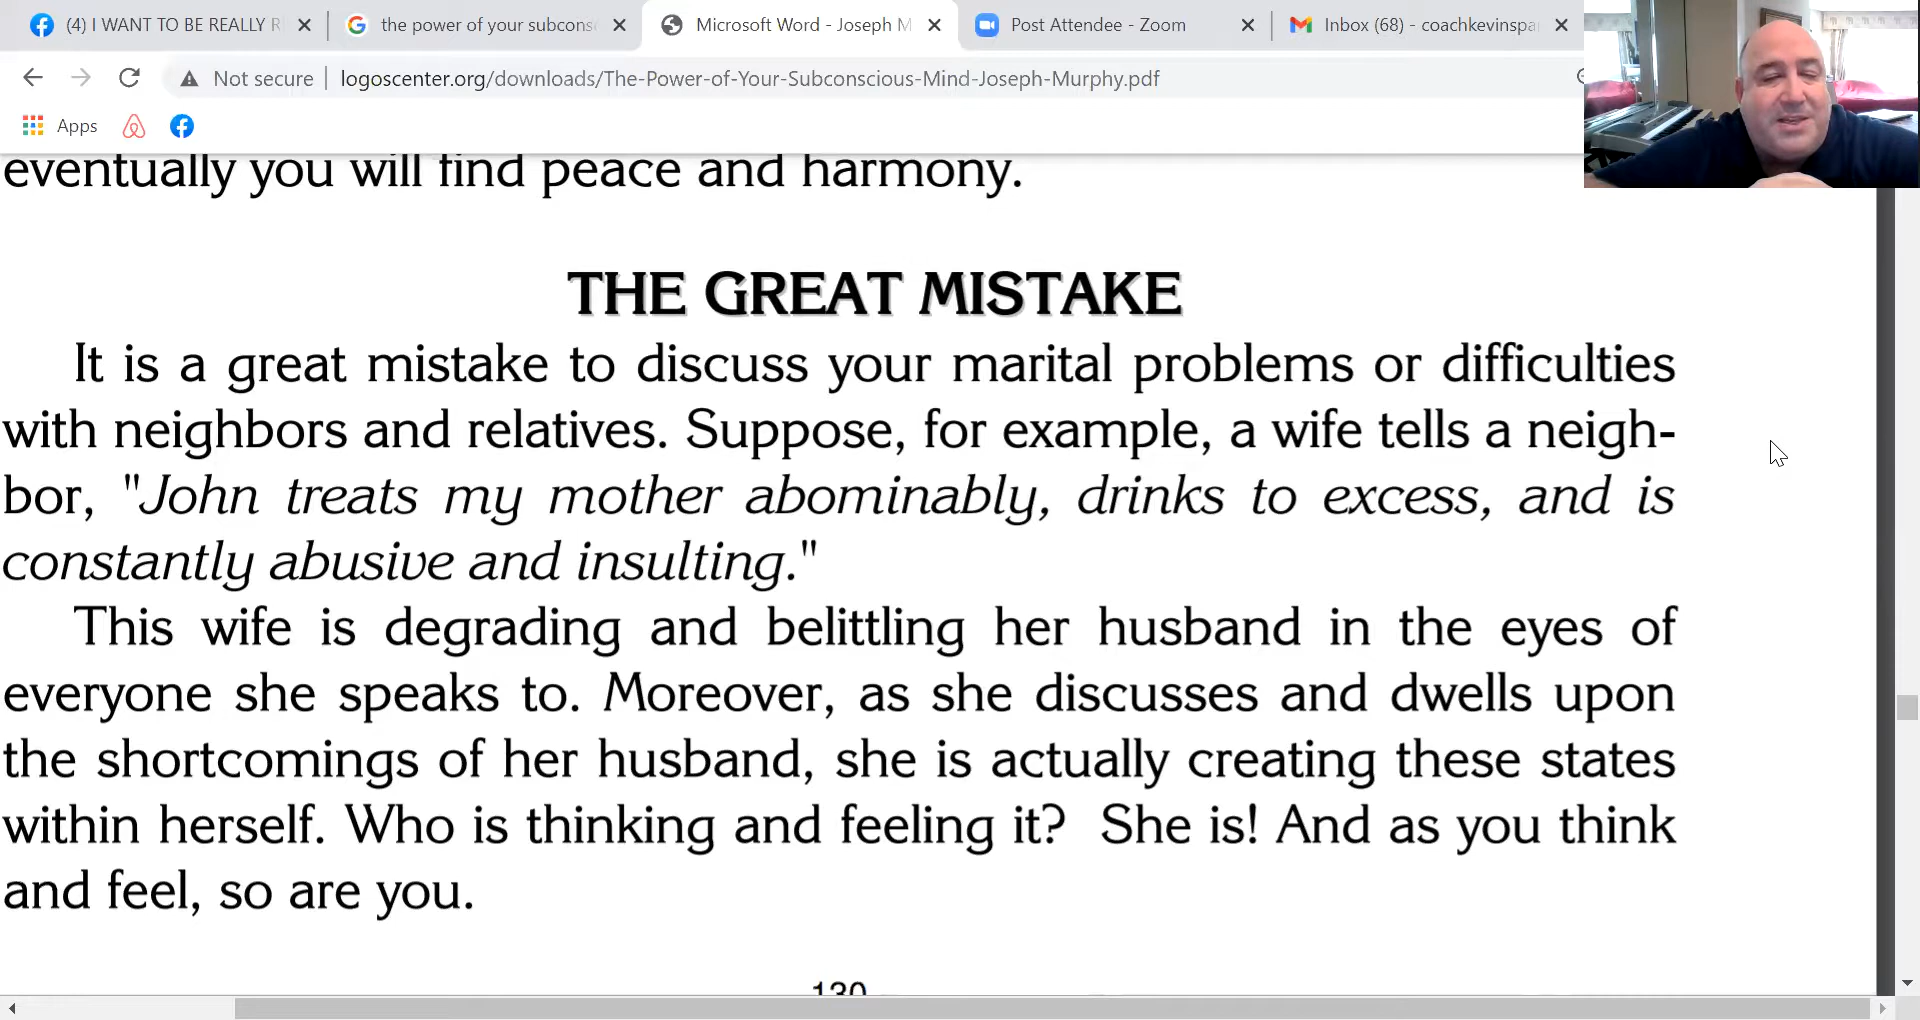 (4) I WANT TO BE REALLY R
the power of your subcons
Microsoft Word - Joseph M
Post Attendee - Zoom
Inbox (68) - coachkevinspa
Not secure
logoscenter.org/downloads/The-Power-of-Your-Subconscious-Mind-Joseph-Murphy.pdf
Apps
eventually you will find peace and harmony.
THE GREAT MISTAKE
It is a great mistake to discuss your marital problems or difficulties
with neighbors and relatives. Suppose, for example, a wife tells a neigh-
bor, "John treats my mother abominably, drinks to excess, and is
constantly abusive and insulting."
This wife is degrading and belittling her husband in the eyes of
everyone she speaks to. Moreover, as she discusses and dwells upon
the shortcomings of her husband, she is actually creating these states
within herself. Who is thinking and feeling it?  She is! And as you think
and feel, so are you.
130